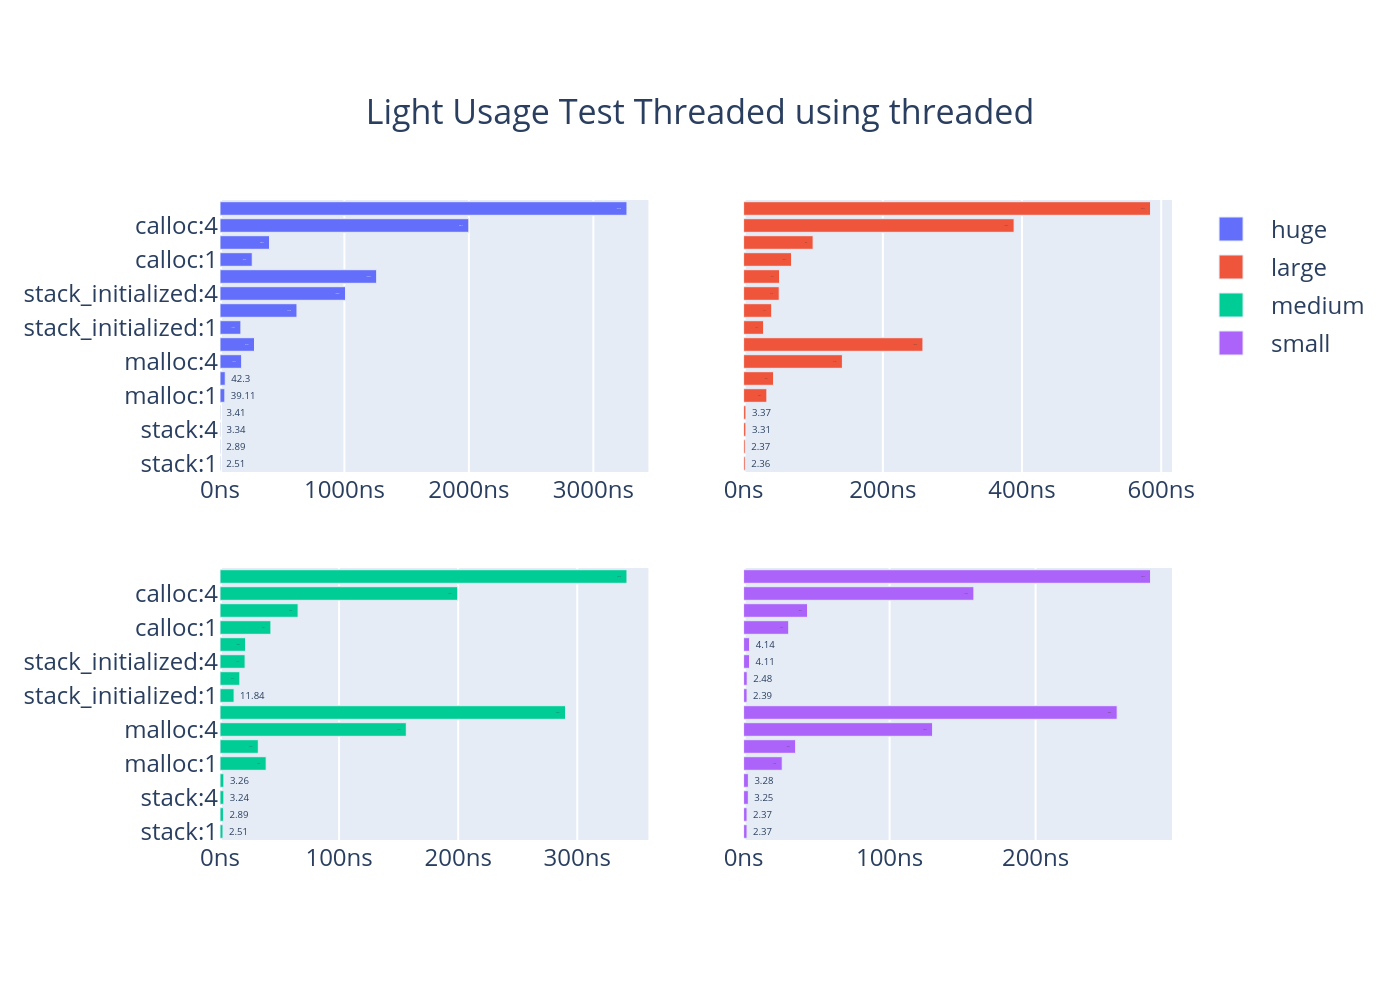 Light Usage Test Threaded using threaded
calloc:4
calloc:1
stack_initialized:4
stack_initialized:1
malloc:4
42.3
malloc:1 39.11
3.41
stack:4 3.34
2.89
stack:1 2.51
0ns 1000ns 2000ns 3000ns
3.37
3.31
2.37
2.36
0ns 200ns 400ns 600ns
huge
large
medium
small
calloc:4
calloc:1
stack_initialized:4
stack_initialized:1 11.84
malloc:4
malloc:1
3.26
stack:4 3.24
2.89
stack:1 2.51
0ns 100ns 200ns 300ns
4.14
4.11
2.48
2.39
3.28
3.25
2.37
2.37
0ns 100ns 200ns